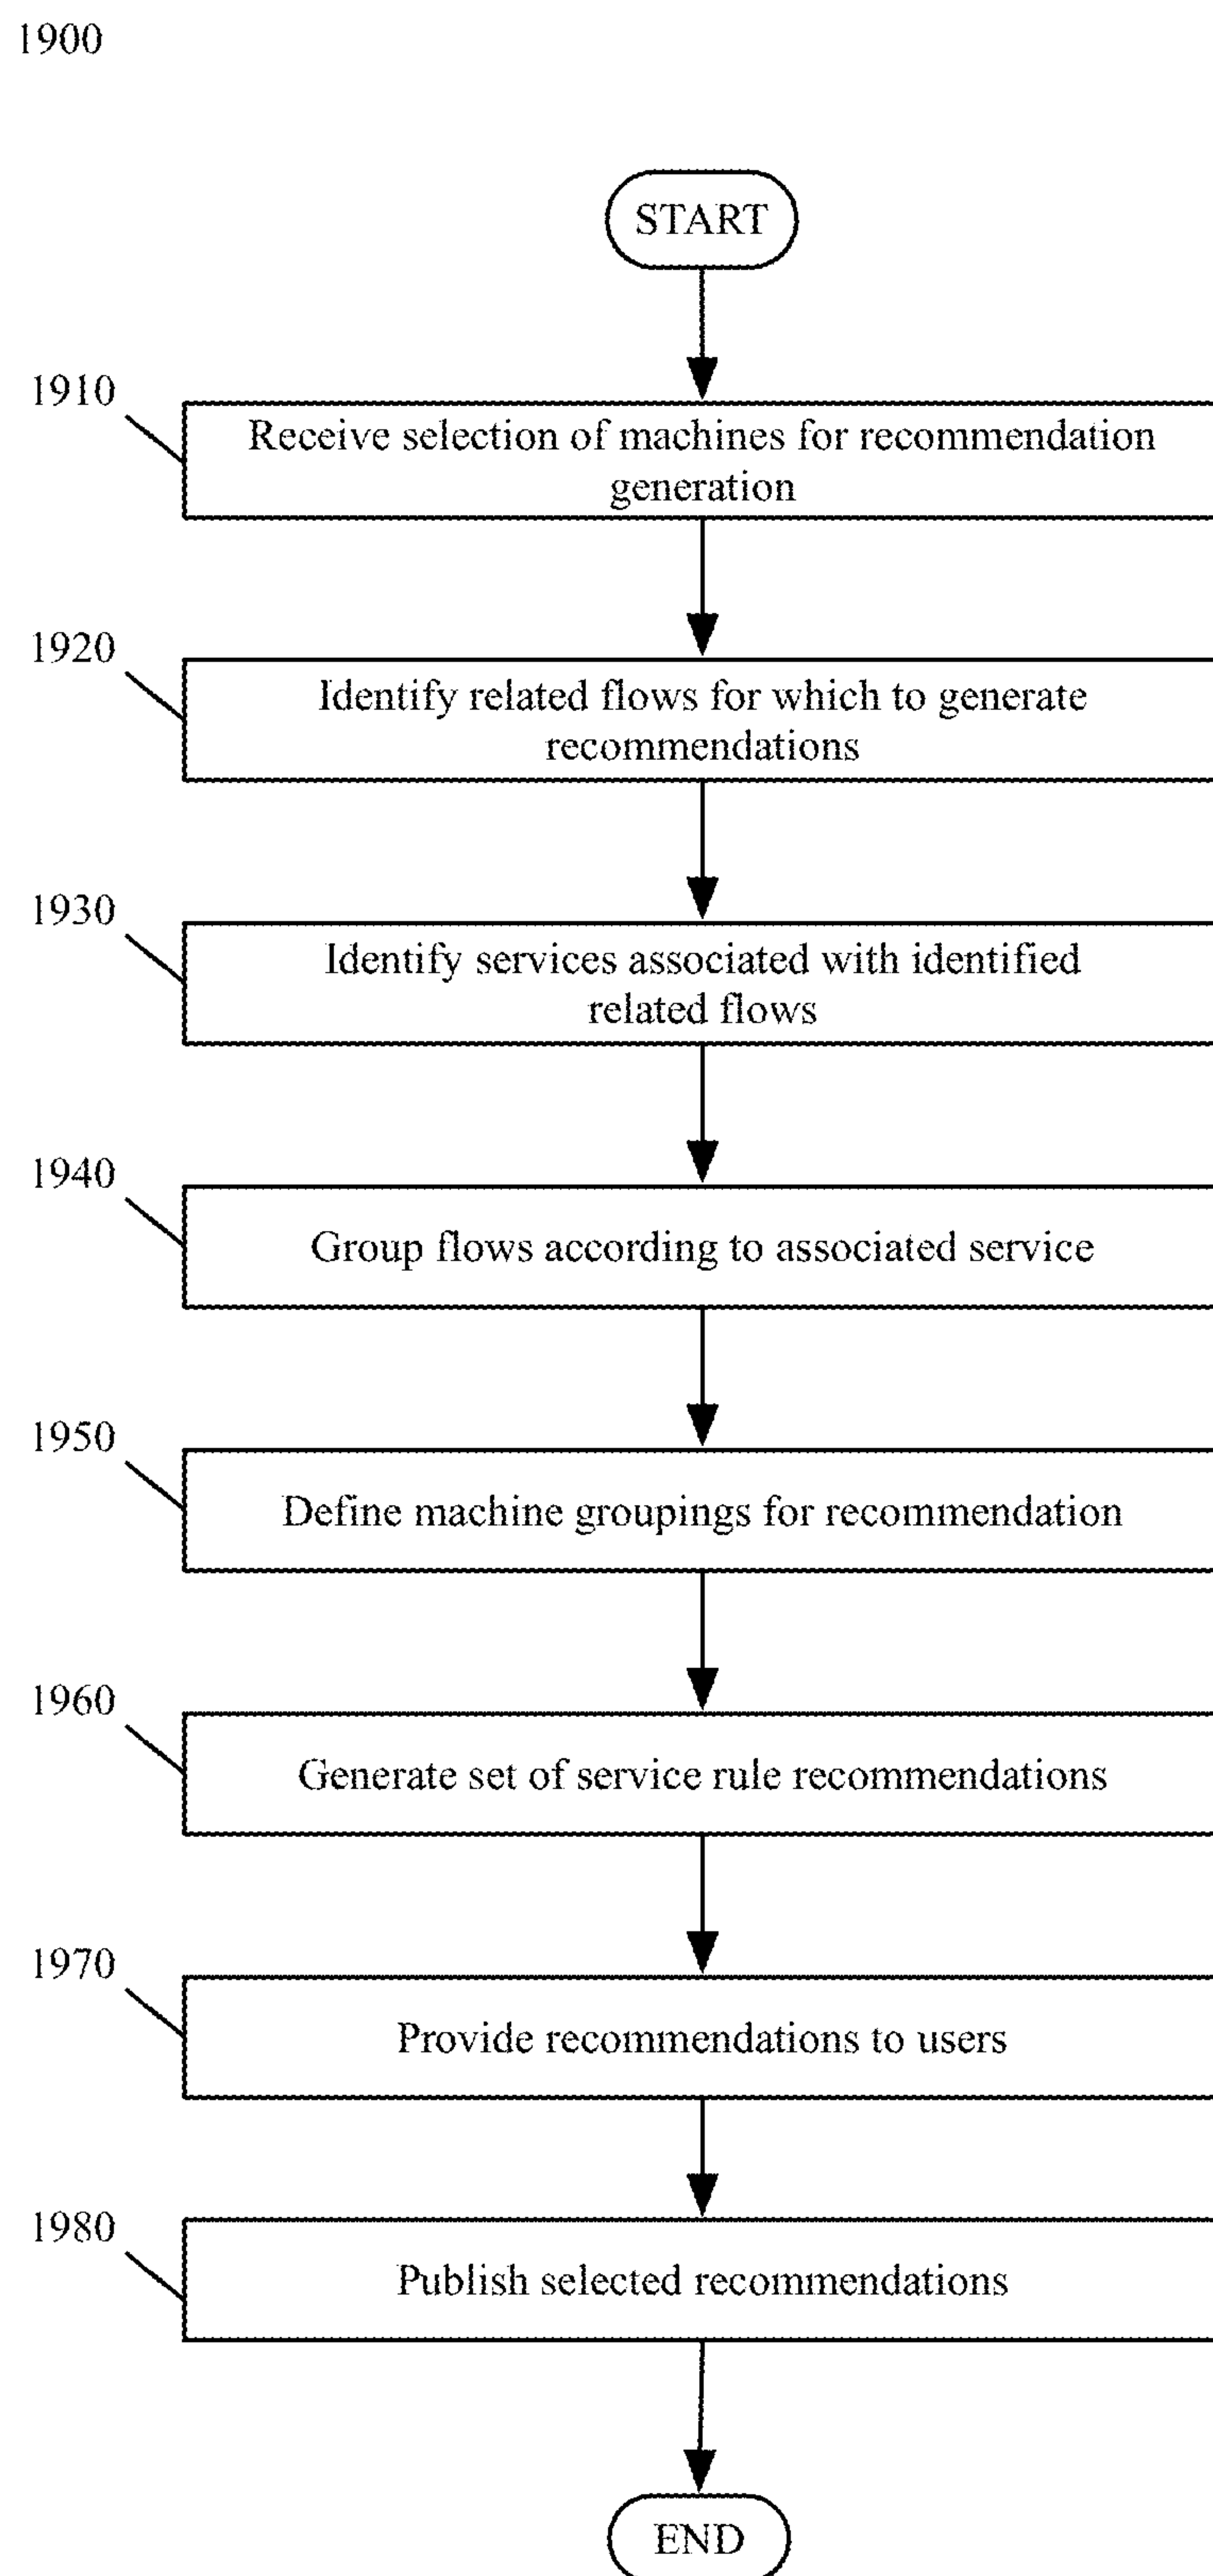 1900
START
1910
Receive selection of machines for recommendation
generation
1920
Identify related flows for which to generate
recommendations
1930
Identify services associated with identified
related flows
1940
Group flows according to associated service
1950
Define machine groupings for recommendation
1960
Generate set of service rule recommendations
1970
Provide recommendations to users
1980
Publish selected recommendations
END